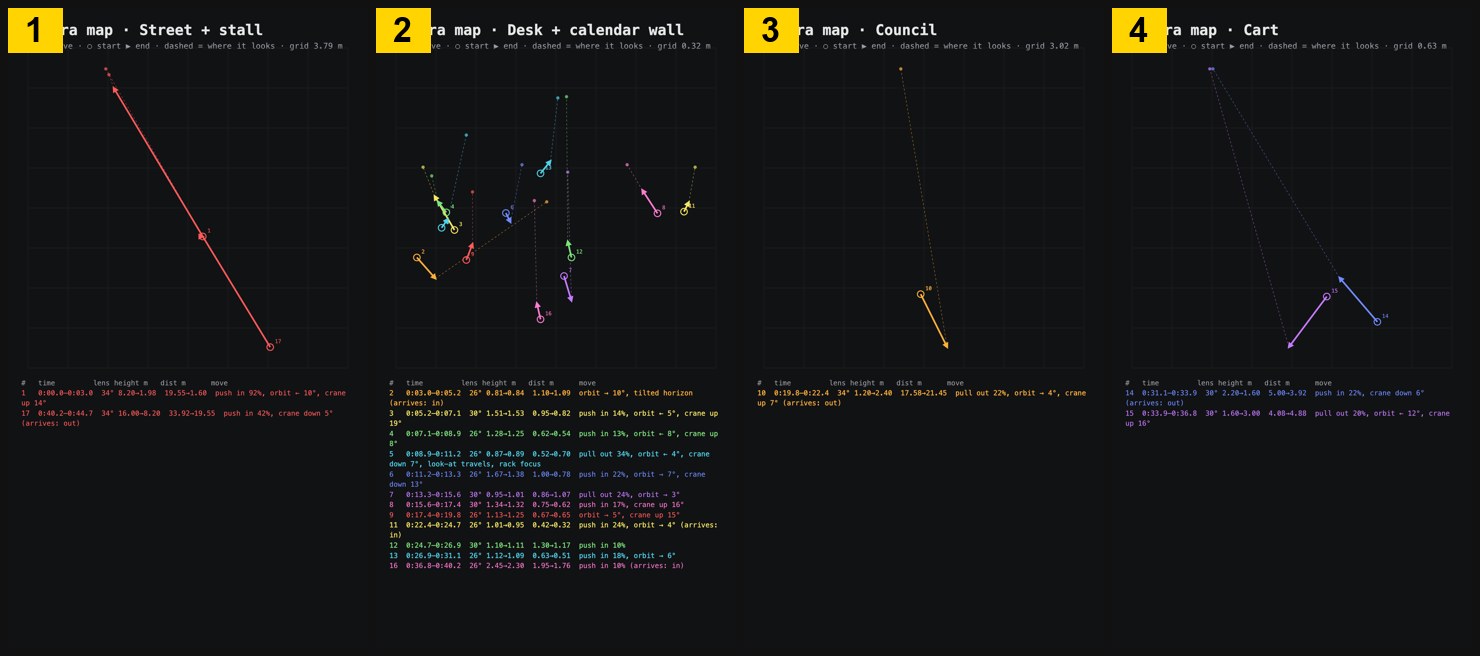 1
ra map · Street + stall
ve · ○ start ▶ end · dashed = where it looks · grid 3.79 m
1
17
# time lens height m dist m move
1 0:00.0–0:03.0 34° 8.20→1.98 19.55→1.60 push in 92%, orbit ← 10°, crane
up 14°
17 0:40.2–0:44.7 34° 16.00→8.20 33.92→19.55 push in 42%, crane down 5°
(arrives: out)
2
ra map · Desk + calendar wall
ve · ○ start ▶ end · dashed = where it looks · grid 0.32 m
13
4
6
8
11
3
2
12
7
16
# time lens height m dist m move
2 0:03.0–0:05.2 26° 0.81→0.84 1.10→1.09 orbit → 10°, tilted horizon
(arrives: in)
3 0:05.2–0:07.1 30° 1.51→1.53 0.95→0.82 push in 14%, orbit ← 5°, crane up
19°
4 0:07.1–0:08.9 26° 1.28→1.25 0.62→0.54 push in 13%, orbit ← 8°, crane up
8°
5 0:08.9–0:11.2 26° 0.87→0.89 0.52→0.70 pull out 34%, orbit ← 4°, crane
down 7°, look-at travels, rack focus
6 0:11.2–0:13.3 26° 1.67→1.38 1.00→0.78 push in 22%, orbit → 7°, crane
down 13°
7 0:13.3–0:15.6 30° 0.95→1.01 0.86→1.07 pull out 24%, orbit → 3°
8 0:15.6–0:17.4 30° 1.34→1.32 0.75→0.62 push in 17%, crane up 16°
9 0:17.4–0:19.8 26° 1.13→1.25 0.67→0.65 orbit → 5°, crane up 15°
11 0:22.4–0:24.7 26° 1.01→0.95 0.42→0.32 push in 24%, orbit → 4° (arrives:
in)
12 0:24.7–0:26.9 30° 1.10→1.11 1.30→1.17 push in 10%
13 0:26.9–0:31.1 26° 1.12→1.09 0.63→0.51 push in 18%, orbit → 6°
16 0:36.8–0:40.2 26° 2.45→2.30 1.95→1.76 push in 10% (arrives: in)
3
ra map · Council
ve · ○ start ▶ end · dashed = where it looks · grid 3.02 m
10
# time lens height m dist m move
10 0:19.8–0:22.4 34° 1.20→2.40 17.58→21.45 pull out 22%, orbit ← 4°, crane
up 7° (arrives: out)
4
ra map · Cart
ve · ○ start ▶ end · dashed = where it looks · grid 0.63 m
15
14
# time lens height m dist m move
14 0:31.1–0:33.9 30° 2.20→1.60 5.00→3.92 push in 22%, crane down 6°
(arrives: out)
15 0:33.9–0:36.8 30° 1.60→3.00 4.08→4.88 pull out 20%, orbit ← 12°, crane
up 16°